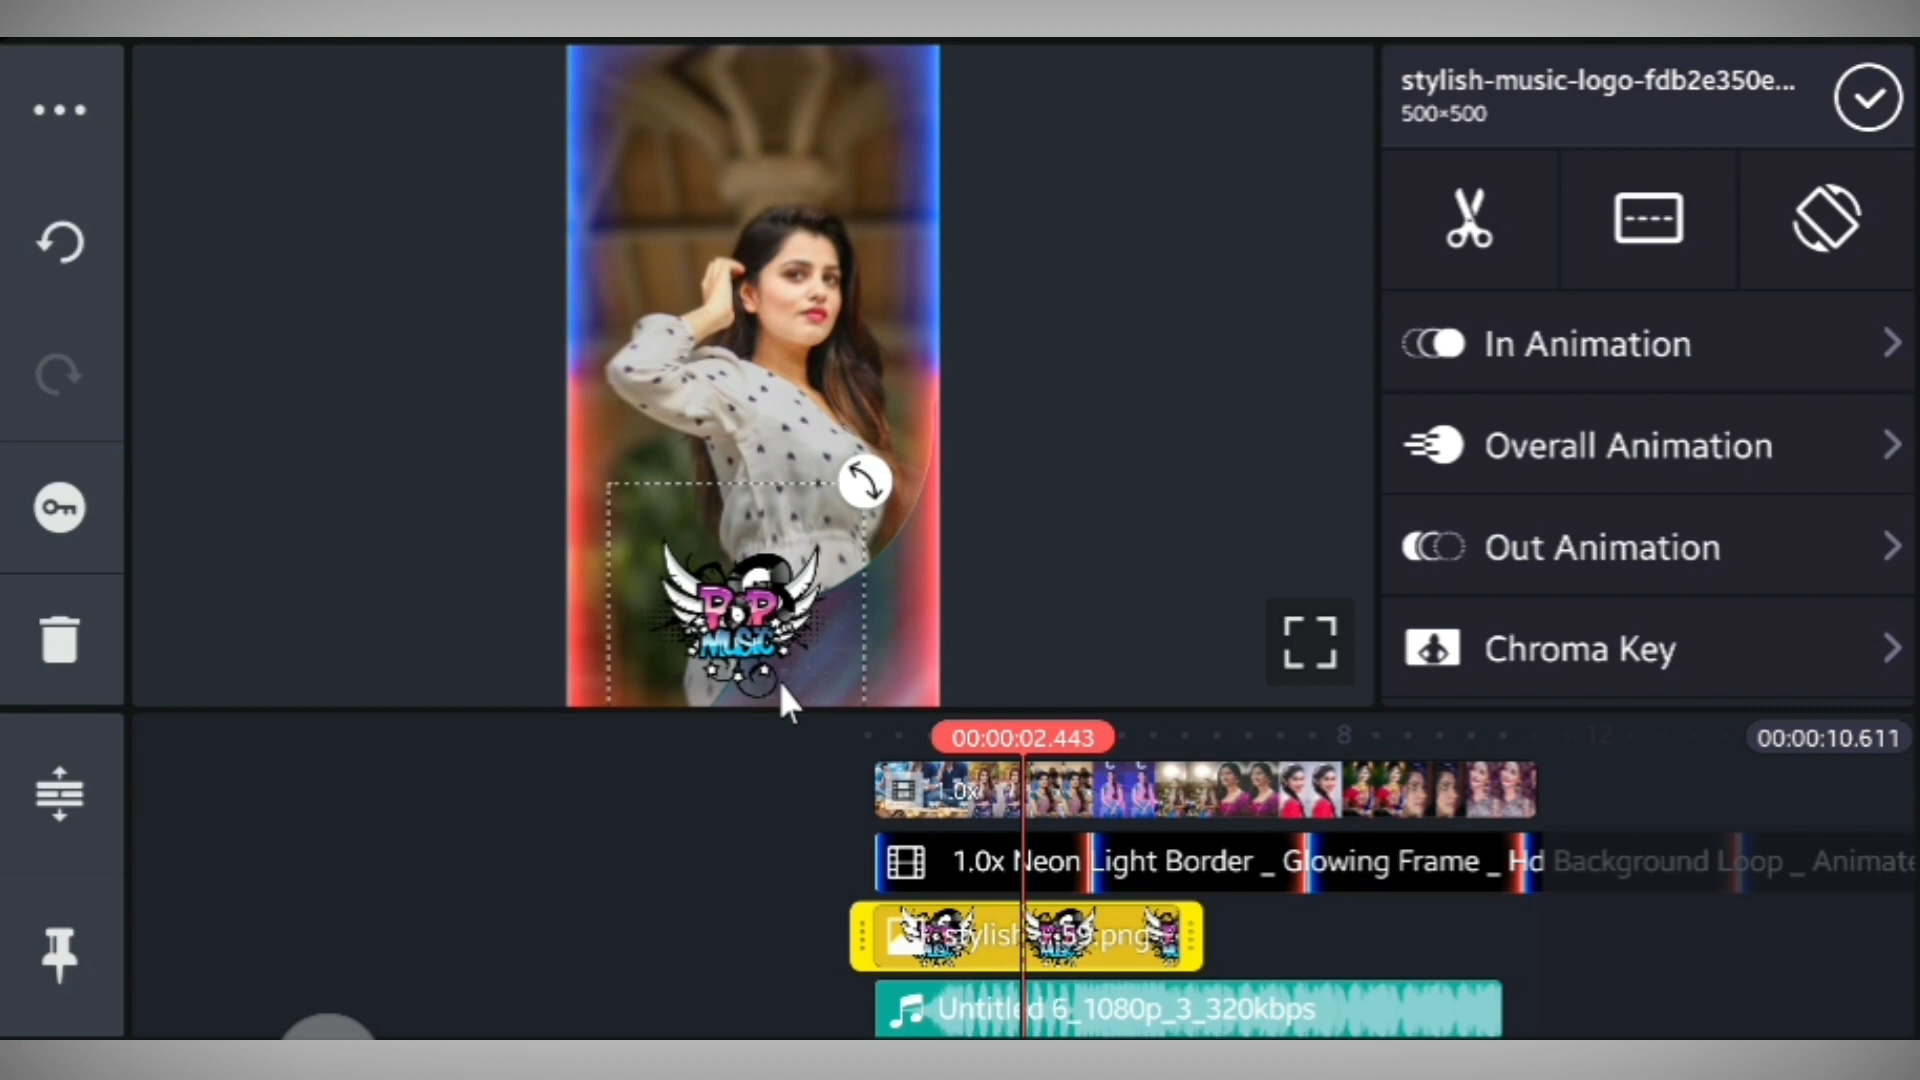 stylish-music-logo-fdb2e350e...
500×500
In Animation
Overall Animation
Out Animation
Chroma Key
POP
MUSIC
00:00:02.443
8
12
00:00:10.611
1.0x
1.0x Neon Light Border _ Glowing Frame _ Hd Background Loop _ Animate
stylish-...59.png
Untitled 6_1080p_3_320kbps